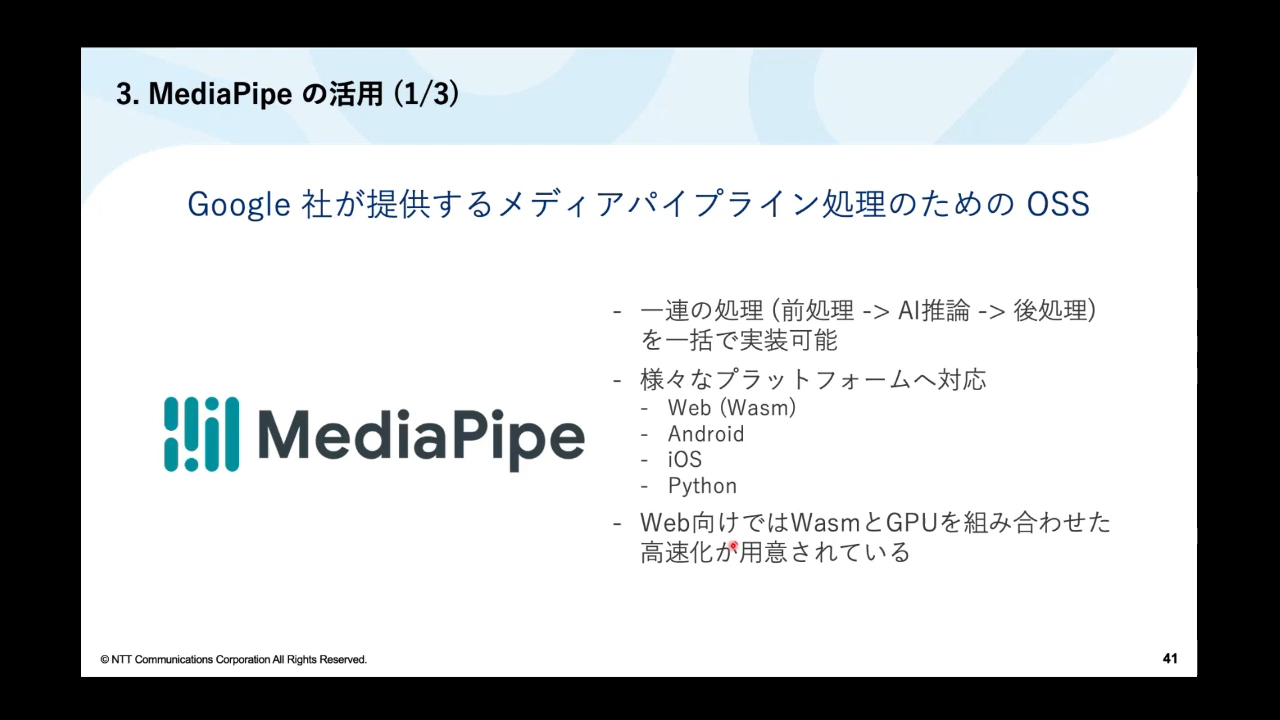 3. MediaPipe の活用 (1/3)
Google 社が提供するメディアパイプライン処理のための OSS
MediaPipe
- 一連の処理 (前処理 -> AI推論 -> 後処理)
を一括で実装可能
- 様々なプラットフォームへ対応
- Web (Wasm)
- Android
- iOS
- Python
- Web向けではWasmとGPUを組み合わせた
高速化が用意されている
© NTT Communications Corporation All Rights Reserved.
41